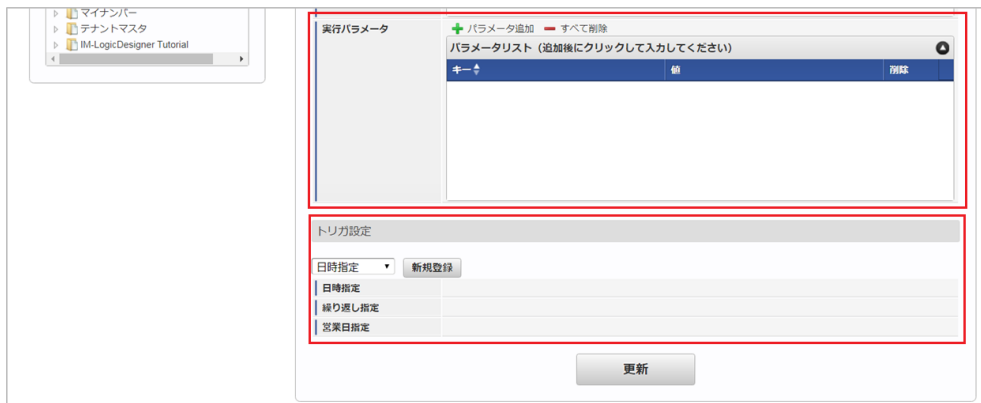 マイナンバー
テナントマスタ
IM-LogicDesigner Tutorial
実行パラメータ
パラメータ追加 すべて削除
パラメータリスト（追加後にクリックして入力してください）
キー 値 削除
トリガ設定
日時指定 新規登録
日時指定
繰り返し指定
営業日指定
更新